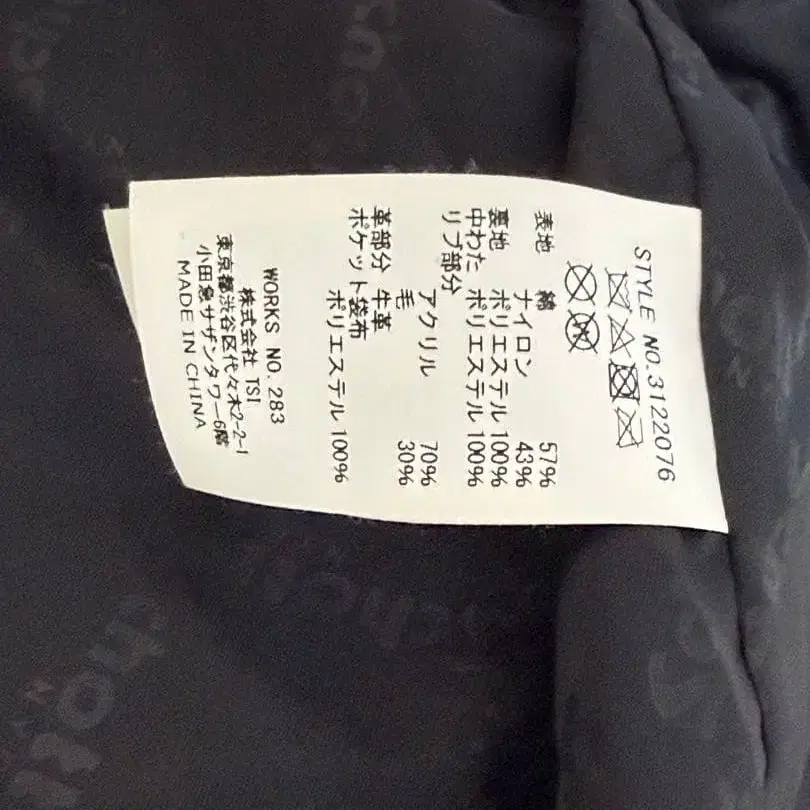 STYLE NO.3122076
表地 綿 57%
ナイロン 43%
裏地 ポリエステル 100%
中わた ポリエステル 100%
リブ部分
アクリル 70%
毛 30%
革部分 牛革
ポケット袋布
ポリエステル 100%
WORKS NO. 283
株式会社 TSI
東京都渋谷区代々木2-2-1
小田急サザンタワー6階
MADE IN CHINA